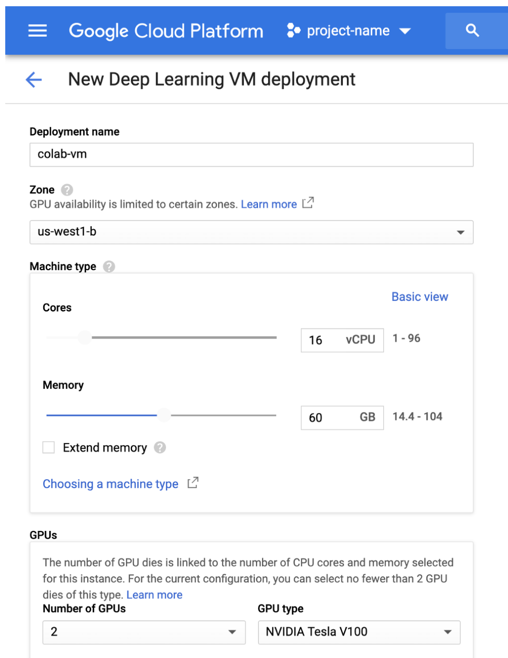 Google Cloud Platform project-name
New Deep Learning VM deployment
Deployment name
colab-vm
Zone ?
GPU availability is limited to certain zones. Learn more
us-west1-b
Machine type ?
Basic view
Cores
16 vCPU 1 - 96
Memory
60 GB 14.4 - 104
Extend memory ?
Choosing a machine type
GPUs
The number of GPU dies is linked to the number of CPU cores and memory selected
for this instance. For the current configuration, you can select no fewer than 2 GPU
dies of this type. Learn more
Number of GPUs GPU type
2 NVIDIA Tesla V100